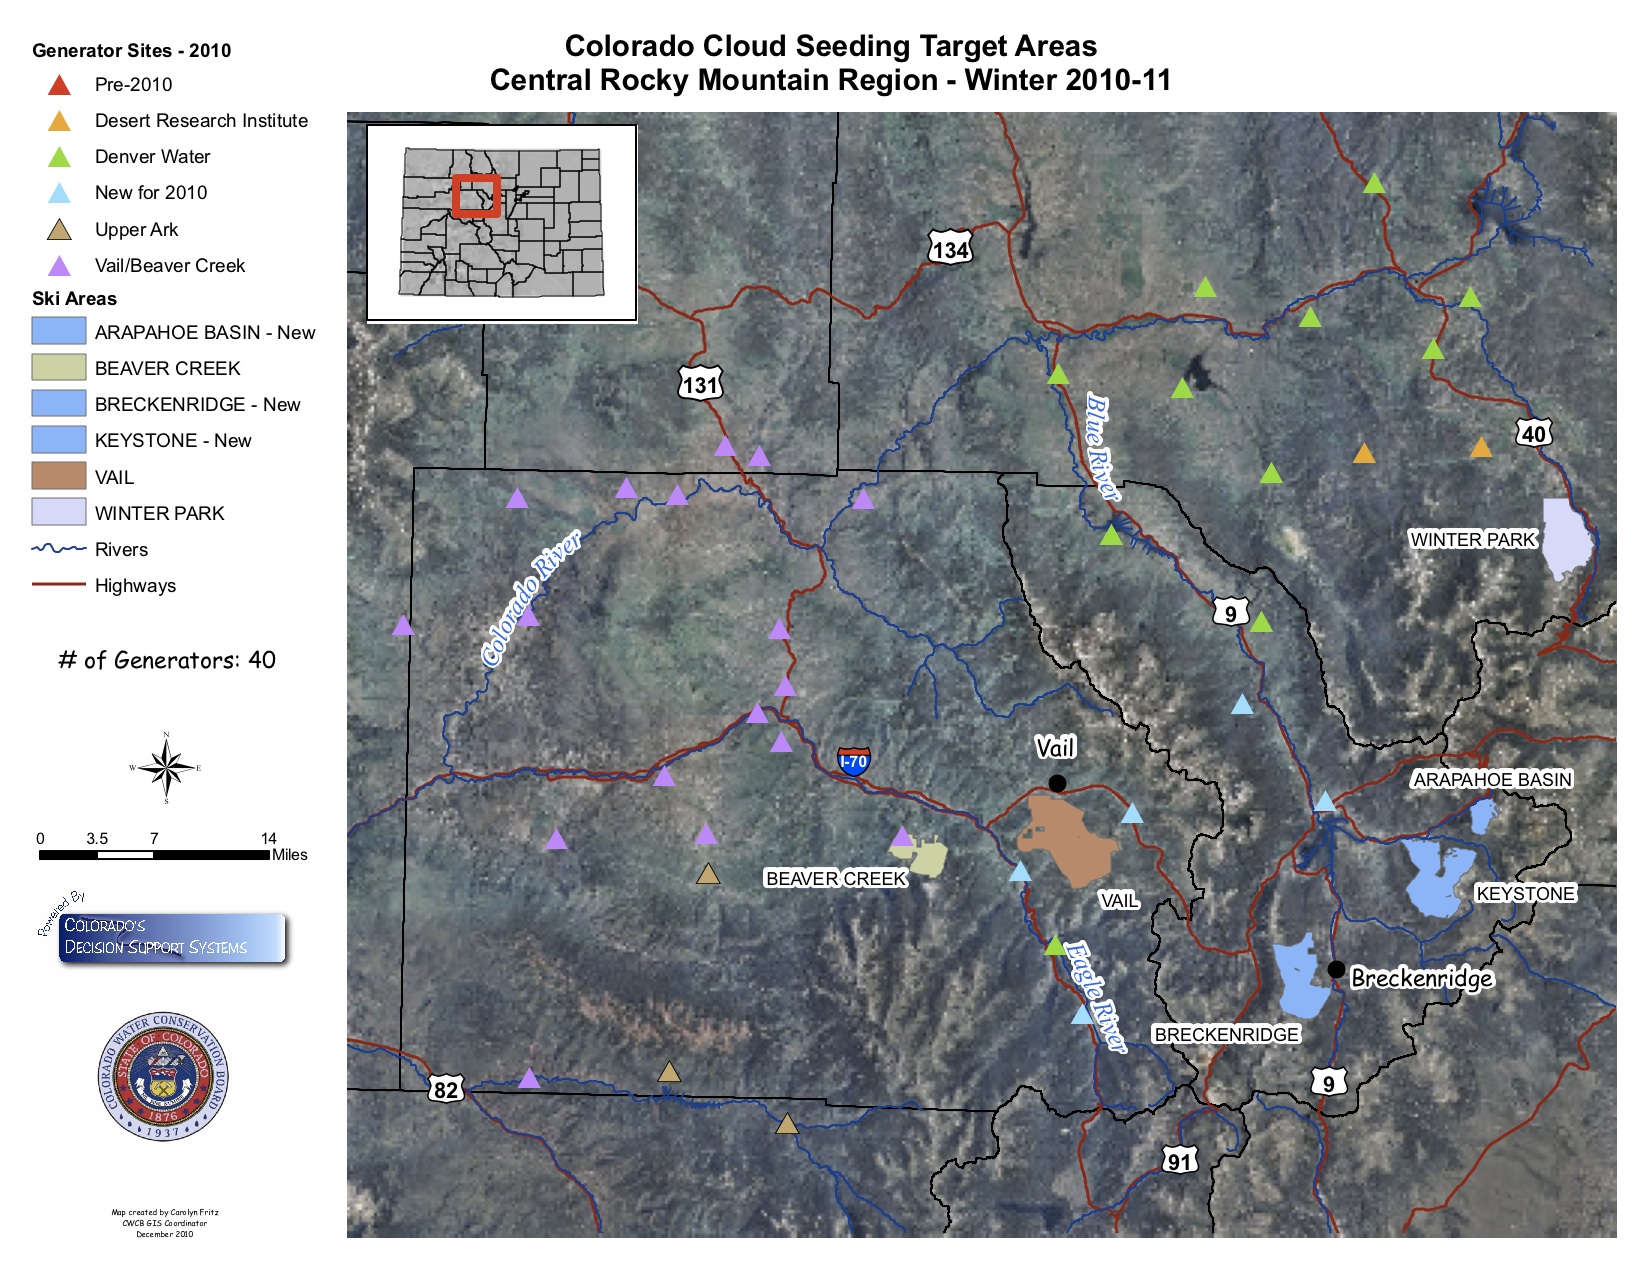 Colorado Cloud Seeding Target Areas
Central Rocky Mountain Region - Winter 2010-11
Generator Sites - 2010
Pre-2010
Desert Research Institute
Denver Water
New for 2010
Upper Ark
Vail/Beaver Creek
Ski Areas
ARAPAHOE BASIN - New
BEAVER CREEK
BRECKENRIDGE - New
KEYSTONE - New
VAIL
WINTER PARK
Rivers
Highways
# of Generators: 40
N
W E
S
0 3.5 7 14
Miles
Powered By
COLORADO'S
DECISION SUPPORT SYSTEMS
COLORADO WATER CONSERVATION BOARD
STATE OF COLORADO
1876
1937
Map created by Carolyn Fritz
CWCB GIS Coordinator
December 2010
134
131
Blue River
40
WINTER PARK
Colorado River
9
Vail
I-70
ARAPAHOE BASIN
BEAVER CREEK
VAIL
KEYSTONE
Eagle River
Breckenridge
BRECKENRIDGE
82
9
91